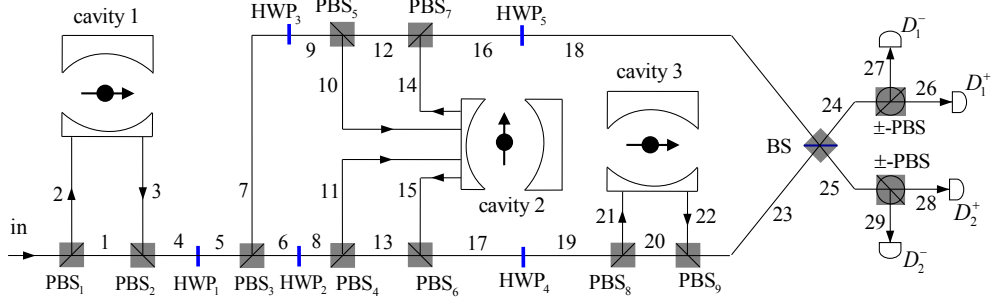 HWP₃ PBS₅ PBS₇ HWP₅
cavity 1
9 12 16 18
10 14
cavity 3
D₁⁻
27 26 D₁⁺
24 ±-PBS
BS
2 3 7 11 15
cavity 2
21 22
25 ±-PBS
28 D₂⁺
29
23
D₂⁻
in
1 4 5 6 8 13 17 19 20
PBS₁ PBS₂ HWP₁ PBS₃ HWP₂ PBS₄ PBS₆ HWP₄ PBS₈ PBS₉